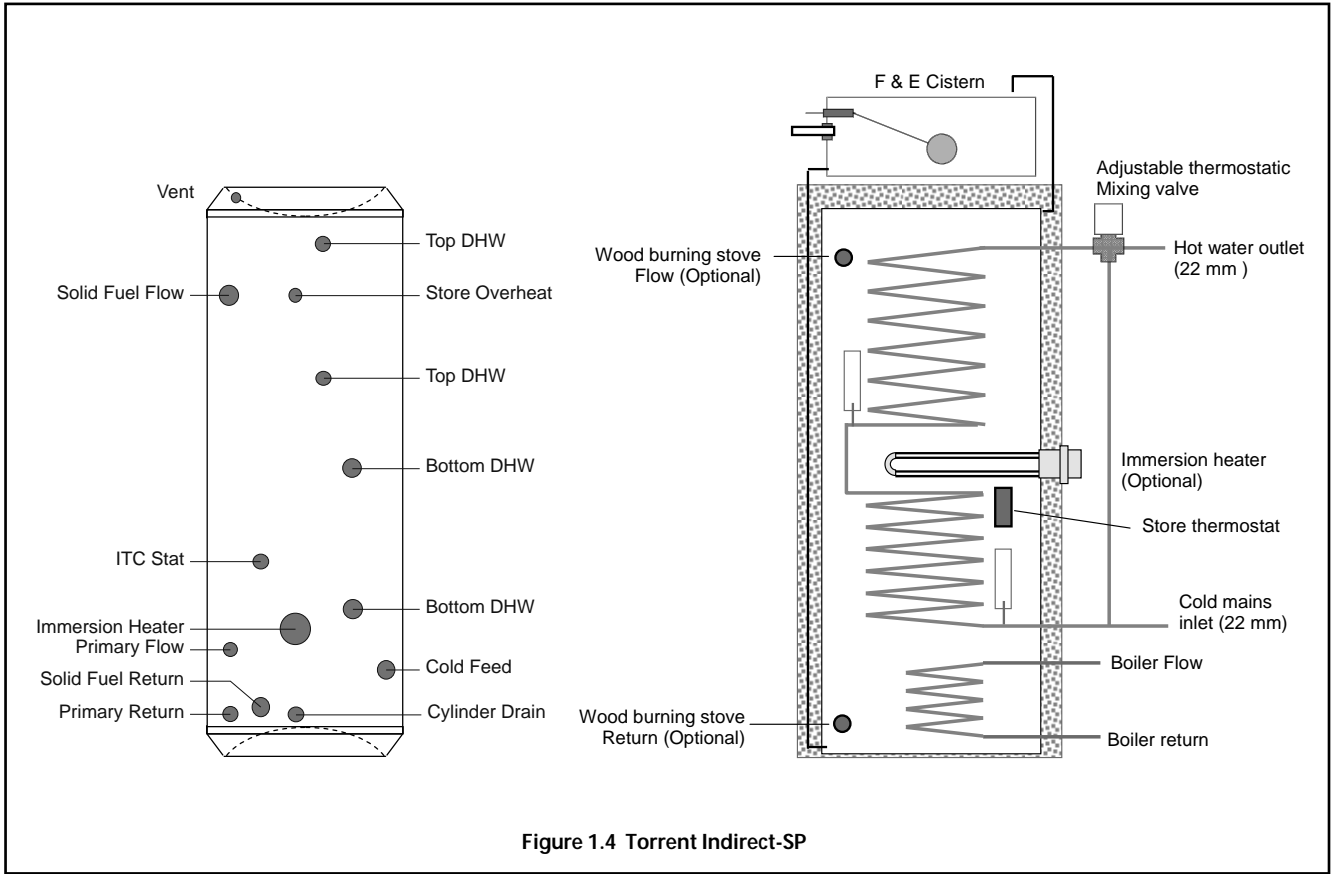 F & E Cistern
Adjustable thermostatic
Mixing valve
Vent
Top DHW
Hot water outlet
(22 mm )
Wood burning stove
Flow (Optional)
Solid Fuel Flow
Store Overheat
Top DHW
Bottom DHW
Immersion heater
(Optional)
Store thermostat
ITC Stat
Bottom DHW
Cold mains
inlet (22 mm)
Immersion Heater
Primary Flow
Cold Feed
Boiler Flow
Solid Fuel Return
Primary Return
Cylinder Drain
Wood burning stove
Return (Optional)
Boiler return
Figure 1.4 Torrent Indirect-SP